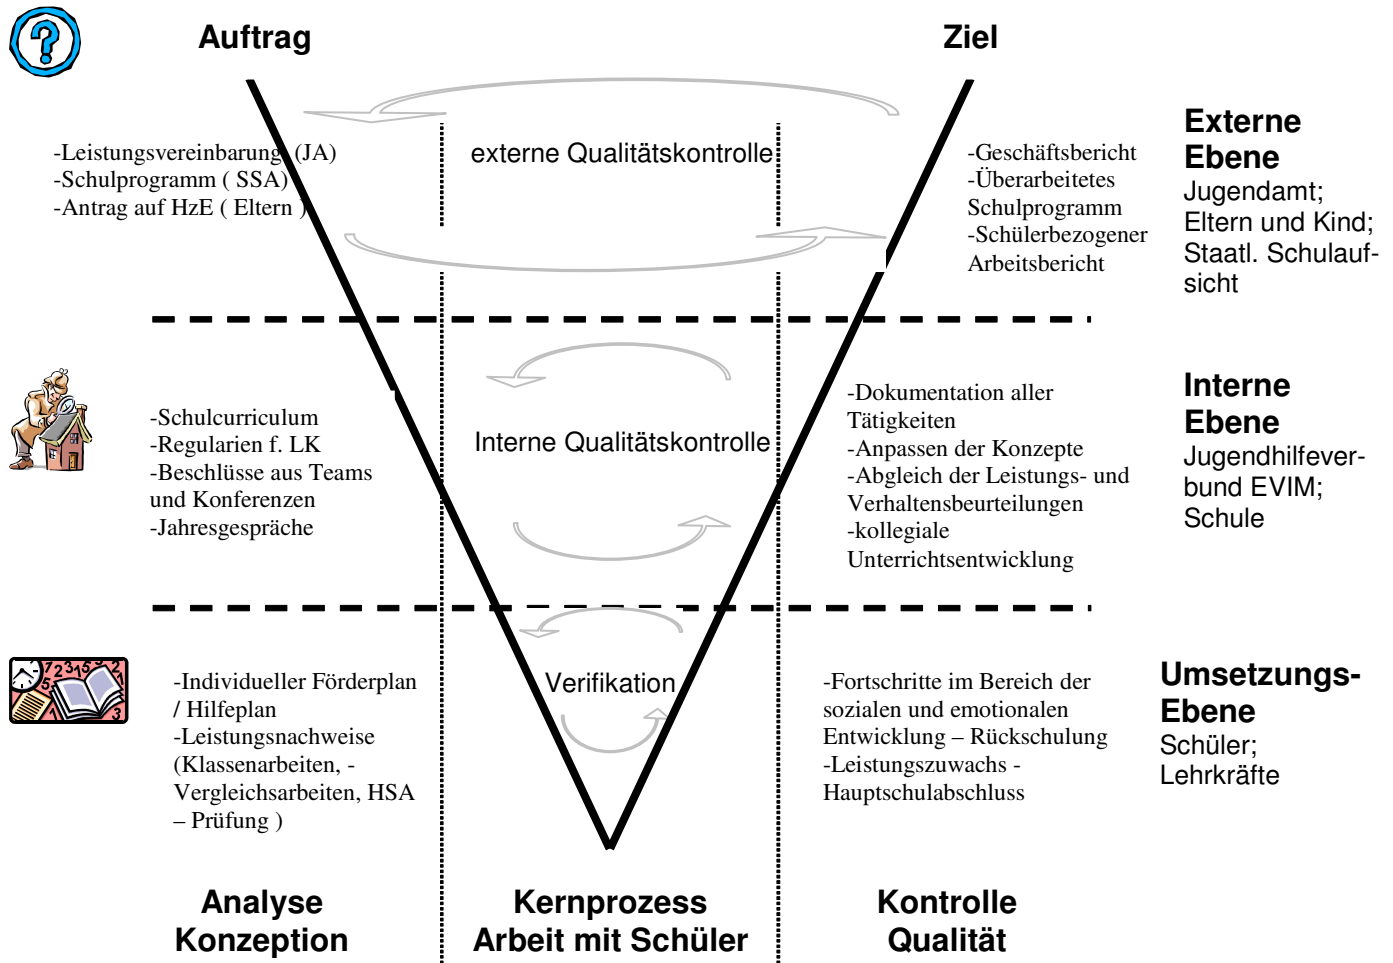 ?
Auftrag
Ziel
-Leistungsvereinbarung (JA)
-Schulprogramm ( SSA)
-Antrag auf HzE ( Eltern )
externe Qualitätskontrolle
-Geschäftsbericht
-Überarbeitetes
Schulprogramm
-Schülerbezogener
Arbeitsbericht
Externe
Ebene
Jugendamt;
Eltern und Kind;
Staatl. Schulauf-
sicht
-Schulcurriculum
-Regularien f. LK
-Beschlüsse aus Teams
und Konferenzen
-Jahresgespräche
Interne Qualitätskontrolle
-Dokumentation aller
Tätigkeiten
-Anpassen der Konzepte
-Abgleich der Leistungs- und
Verhaltensbeurteilungen
-kollegiale
Unterrichtsentwicklung
Interne
Ebene
Jugendhilfever-
bund EVIM;
Schule
-Individueller Förderplan
/ Hilfeplan
-Leistungsnachweise
(Klassenarbeiten, -
Vergleichsarbeiten, HSA
– Prüfung )
Verifikation
-Fortschritte im Bereich der
sozialen und emotionalen
Entwicklung – Rückschulung
-Leistungszuwachs -
Hauptschulabschluss
Umsetzungs-
Ebene
Schüler;
Lehrkräfte
Analyse
Konzeption
Kernprozess
Arbeit mit Schüler
Kontrolle
Qualität